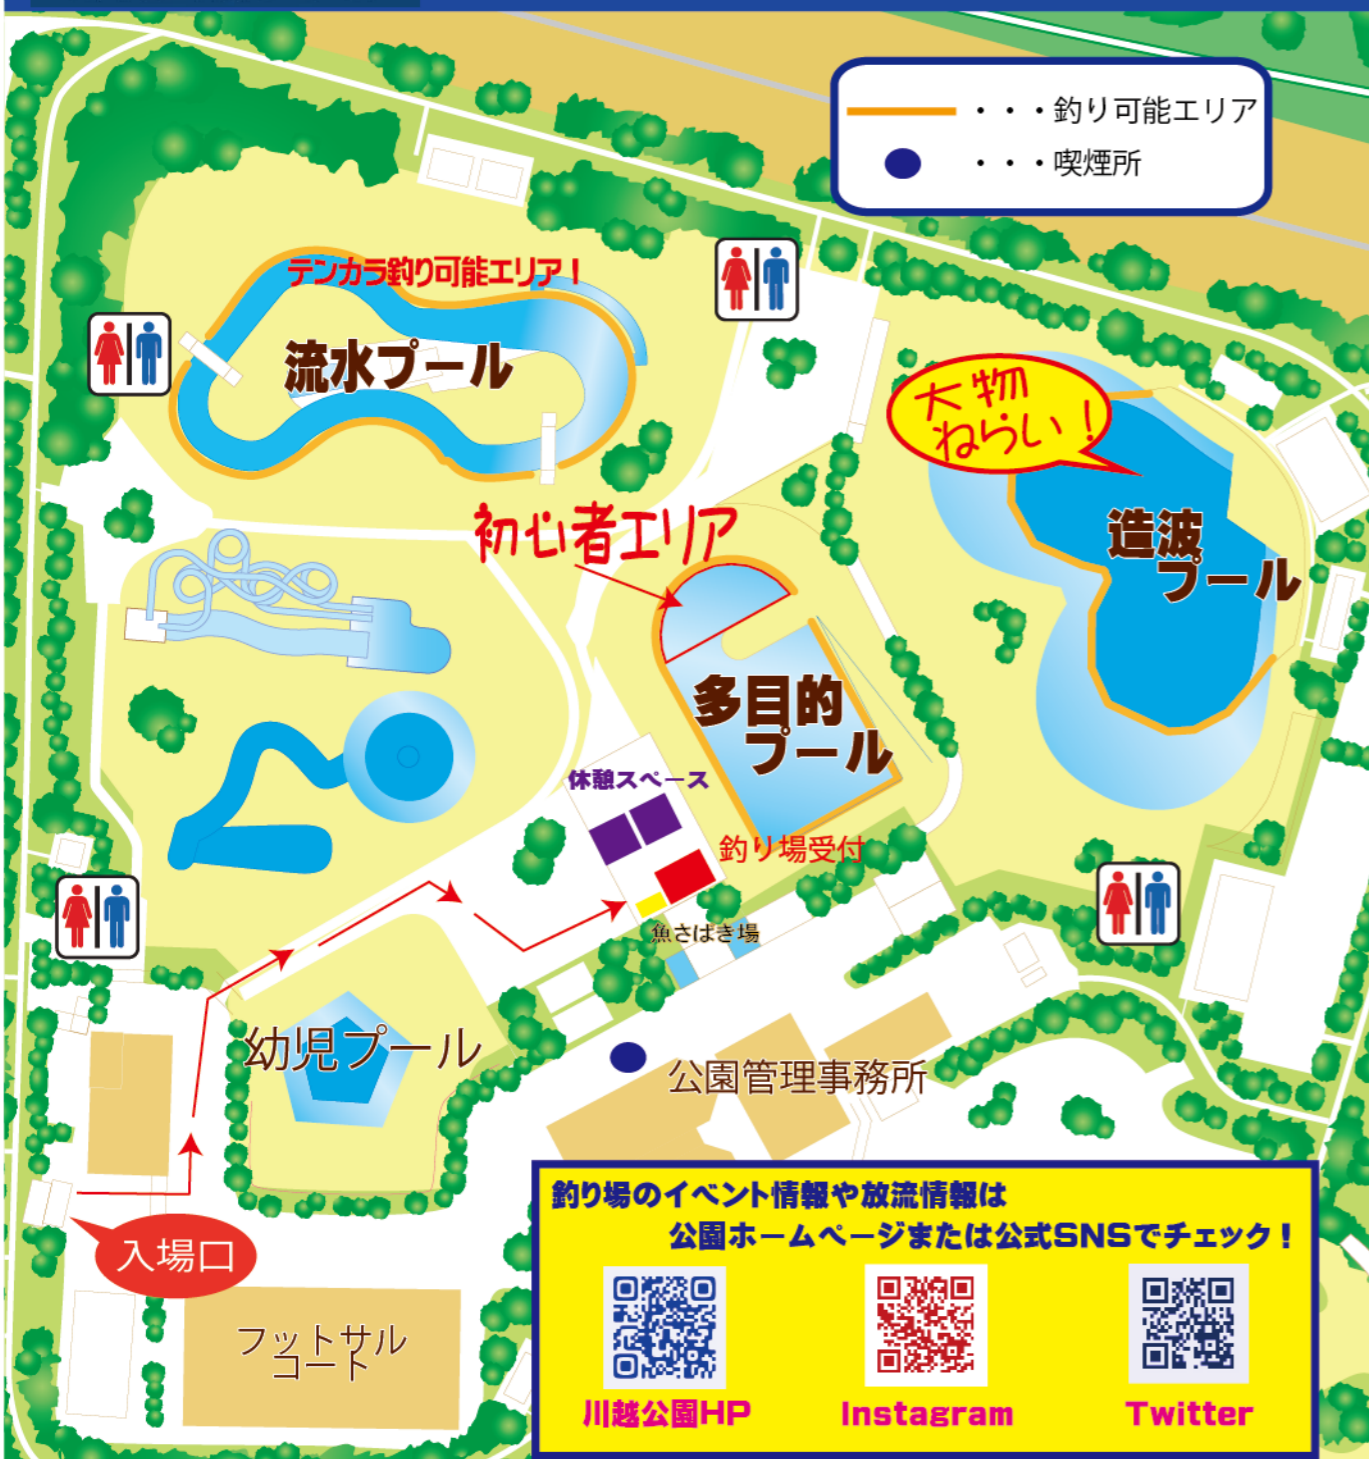 ・・・釣り可能エリア
・・・喫煙所
テンカラ釣り可能エリア！
流水プール
大物
ねらい！
初心者エリア
造波
プール
多目的
プール
休憩スペース
釣り場受付
魚さばき場
幼児プール
公園管理事務所
入場口
フットサル
コート
釣り場のイベント情報や放流情報は
公園ホームページまたは公式SNSでチェック！
川越公園HP
Instagram
Twitter